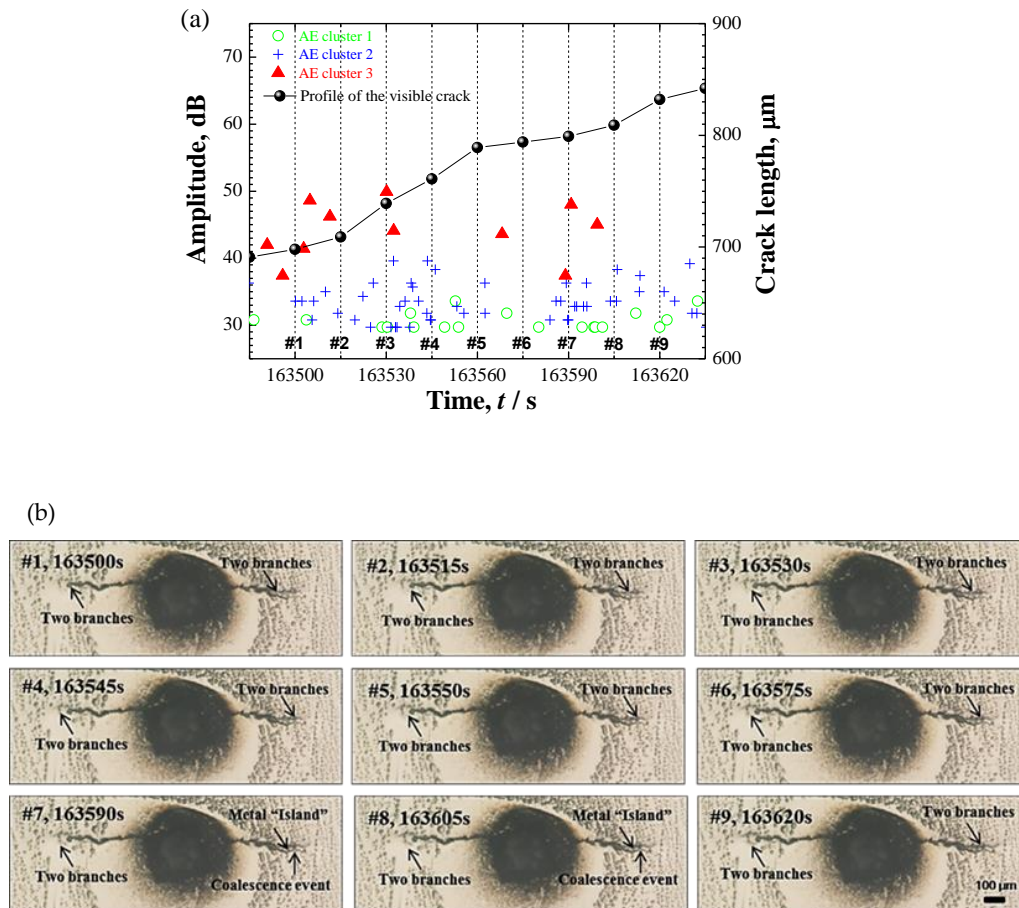 (a)
AE cluster 1
AE cluster 2
AE cluster 3
Profile of the visible crack
Amplitude, dB
70
60
50
40
30
Crack length, µm
900
800
700
600
#1 #2 #3 #4 #5 #6 #7 #8 #9
163500 163530 163560 163590 163620
Time, t / s
(b)
#1, 163500s
Two branches
Two branches
#2, 163515s
Two branches
Two branches
#3, 163530s
Two branches
Two branches
#4, 163545s
Two branches
Two branches
#5, 163550s
Two branches
Two branches
#6, 163575s
Two branches
Two branches
#7, 163590s
Metal “Island”
Two branches
Coalescence event
#8, 163605s
Metal “Island”
Two branches
Coalescence event
#9, 163620s
Two branches
Two branches
100 µm